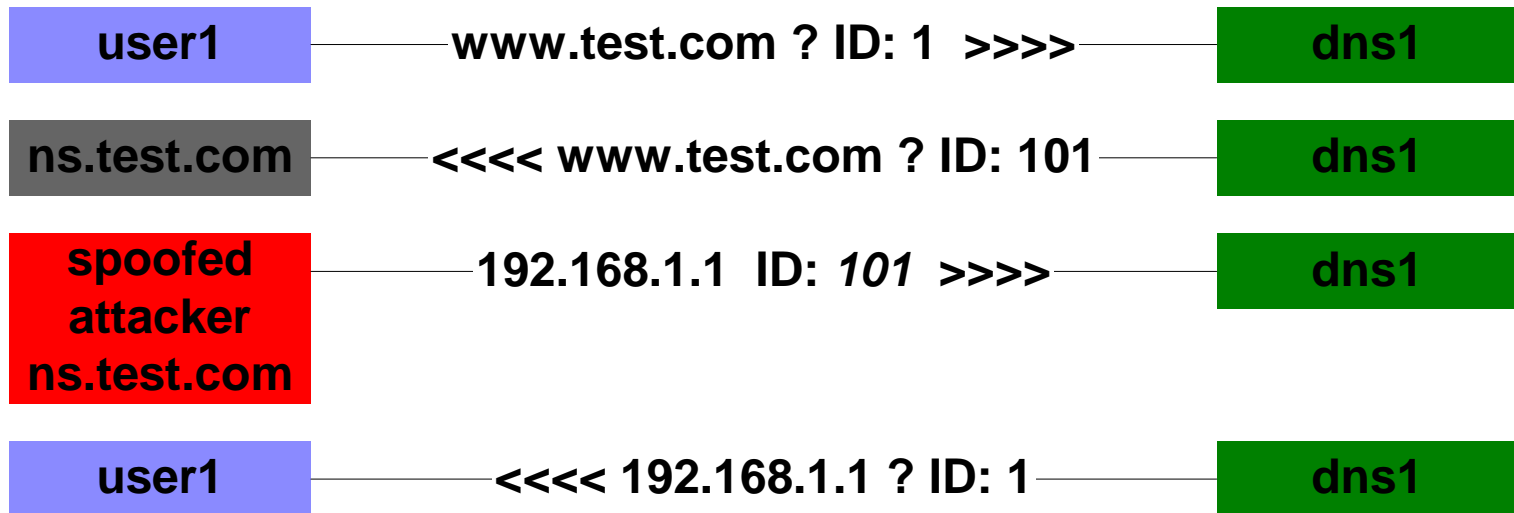 user1 www.test.com ? ID: 1 >>>> dns1
ns.test.com <<<< www.test.com ? ID: 101 dns1
spoofed 192.168.1.1 ID: 101 >>>> dns1
attacker
ns.test.com
user1 <<<< 192.168.1.1 ? ID: 1 dns1